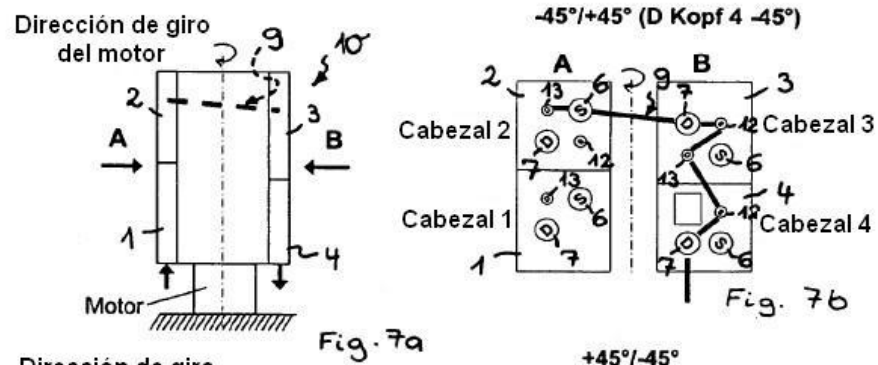 Dirección de giro
del motor
9
10
2
3
A
B
1
4
Motor
Fig. 7a
-45°/+45° (D Kopf 4 -45°)
A
B
2
13
6
9
7
3
S
D
12
Cabezal 2
Cabezal 3
D
12
S
7
13
6
13
4
S
12
Cabezal 1
6
Cabezal 4
D
7
D
S
1
7
6
Fig. 7b
Dirección de giro
+45°/-45°